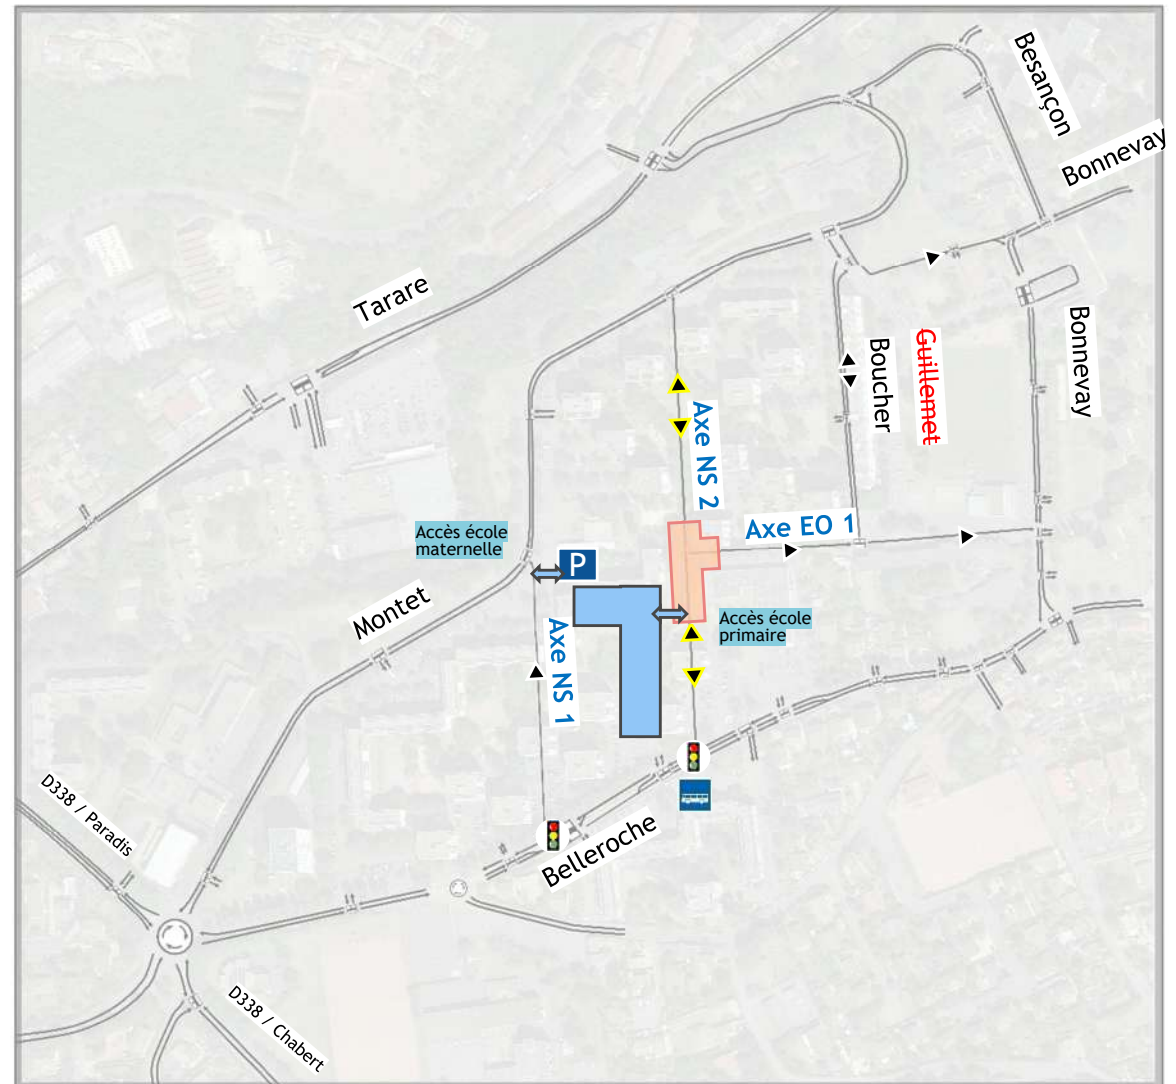 Besançon
Bonnevay
Tarare
Bonnevay
Boucher
Guillemet
Axe NS 2
Accès école
maternelle
Axe EO 1
P
Montet
Accès école
primaire
Axe NS 1
D338 / Paradis
Belleroche
D338 / Chabert